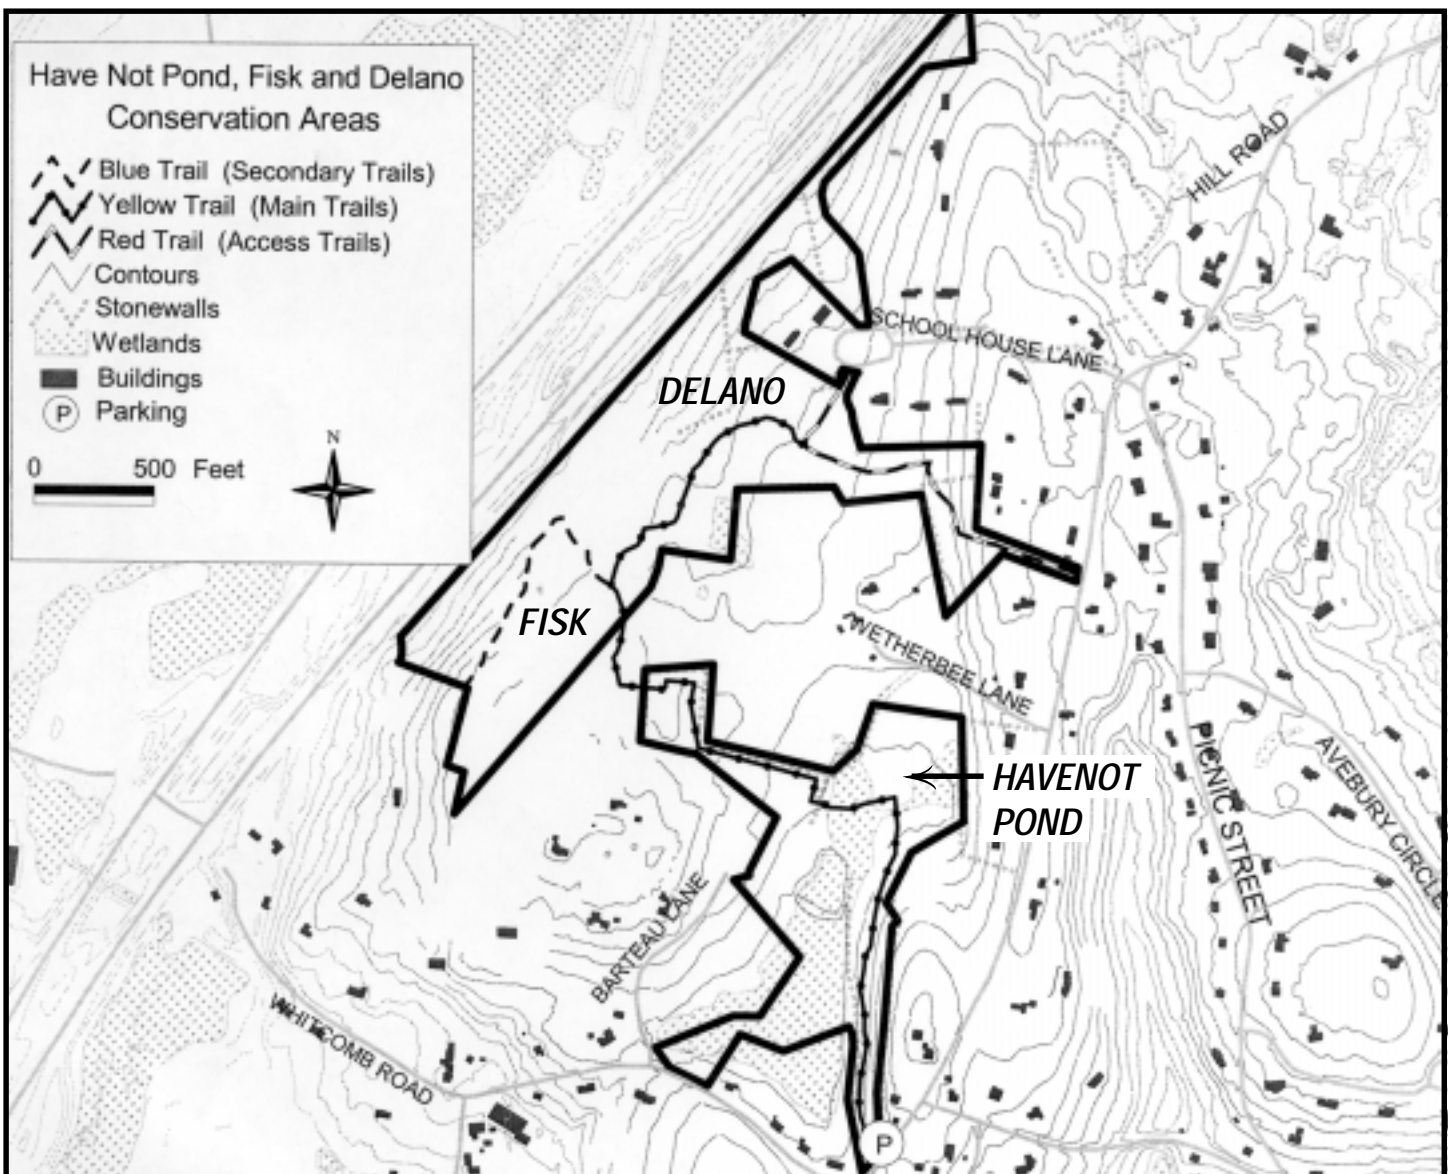 Have Not Pond, Fisk and Delano
Conservation Areas
Blue Trail (Secondary Trails)
Yellow Trail (Main Trails)
Red Trail (Access Trails)
Contours
Stonewalls
Wetlands
Buildings
P Parking
0 500 Feet
N
HILL ROAD
SCHOOL HOUSE LANE
DELANO
FISK
WETHERBEE LANE
HAVENOT
POND
PICNIC STREET
AVEBURY CIRCLE
BARTEAU LANE
WHITCOMB ROAD
P